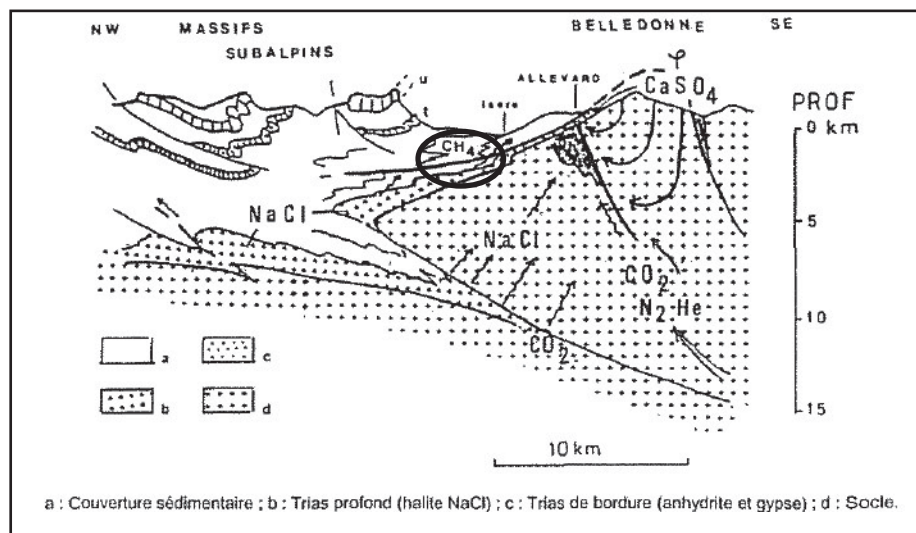 NW MASSIFS SUBALPINS BELLEDONNE SE
ALLEVARD
CaSO4
Isère
u
t
PROF
0 km
CH4
NaCl
5
NaCl
CO2
N2-He
10
CO2
a
c
b
d
15
10 km
a : Couverture sédimentaire ; b : Trias profond (halite NaCl) ; c : Trias de bordure (anhydrite et gypse) ; d : Socle.